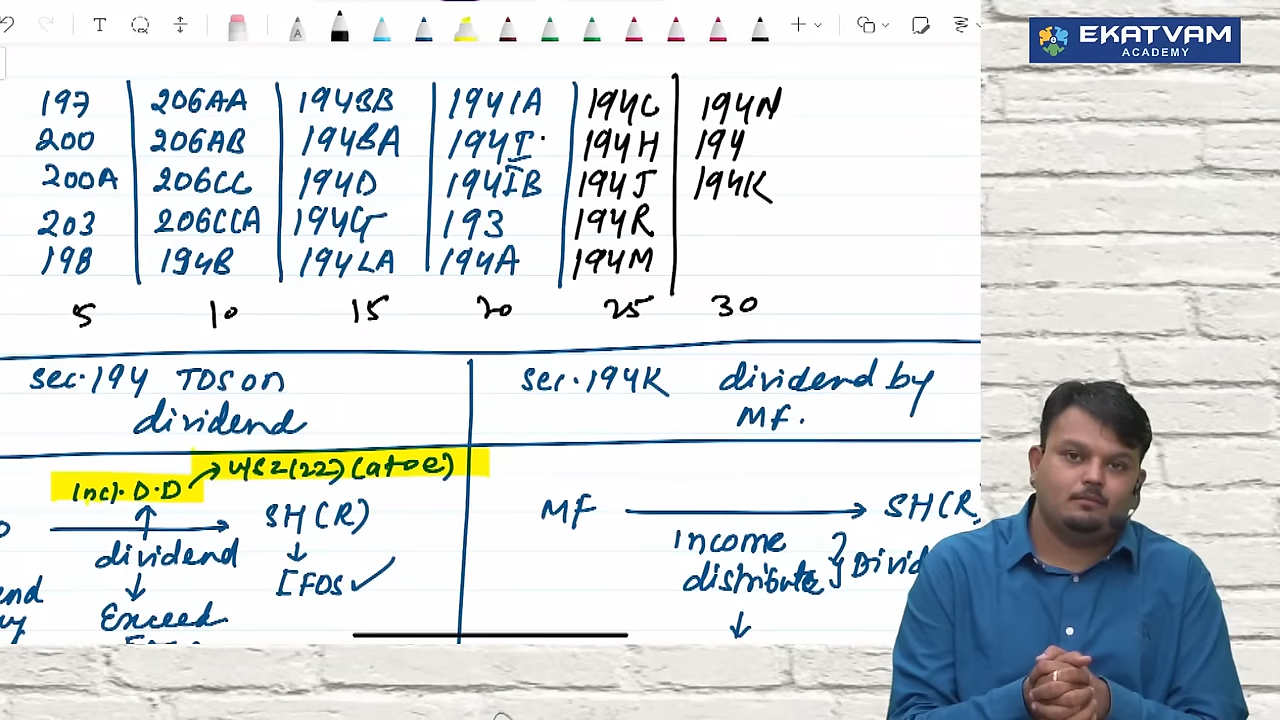 EKATVAM
ACADEMY
197 206AA 194BB 194IA 194C 194N
200 206AB 194BA 194I 194H 194
200A 206CC 194D 194IB 194J 194K
203 206CCA 194G 193 194R
198 194B 194LA 194A 194M
5 10 15 20 25 30
Sec.194 TDS on
dividend
Sec.194K dividend by
MF.
Incl. D.D → u/s 2(22)(a to e)
SH(R)
dividend
IFOS ✓
Exceed
MF SH(R)
Income
distribute } Divid